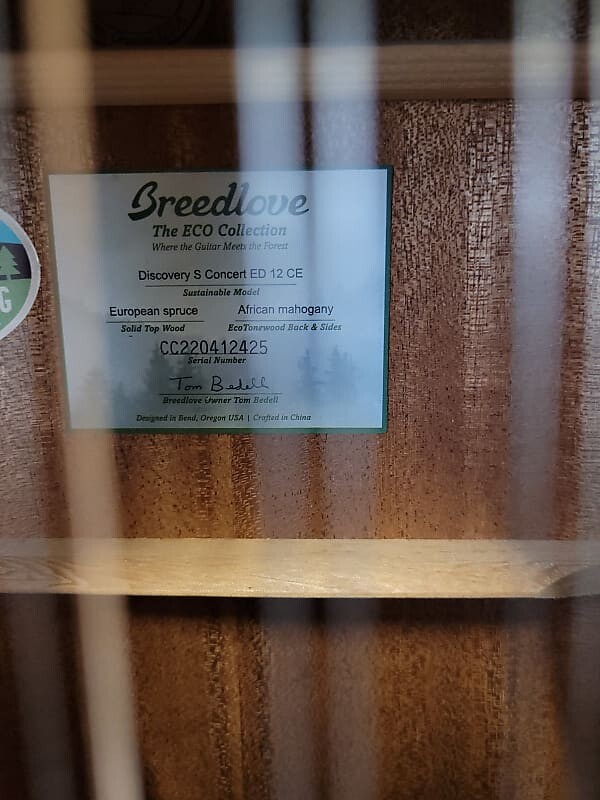 Breedlove
The ECO Collection
Where the Guitar Meets the Forest
Discovery S Concert ED 12 CE
Sustainable Model
European spruce African mahogany
Solid Top Wood EcoTonewood Back & Sides
CC220412425
Serial Number
Tom Bedell
Breedlove Owner Tom Bedell
Designed in Bend, Oregon USA | Crafted in China
G